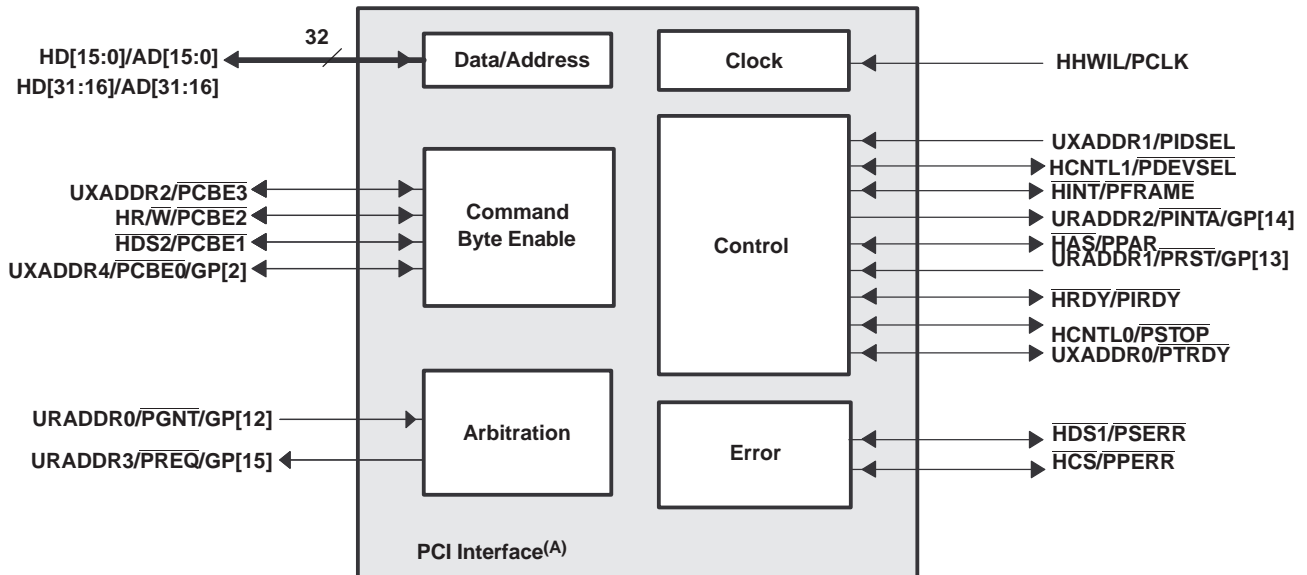 32
HD[15:0]/AD[15:0]
HD[31:16]/AD[31:16]
Data/Address
Clock
HHWIL/PCLK
UXADDR2/PCBE3
HR/W/PCBE2
HDS2/PCBE1
UXADDR4/PCBE0/GP[2]
Command
Byte Enable
Control
UXADDR1/PIDSEL
HCNTL1/PDEVSEL
HINT/PFRAME
URADDR2/PINTA/GP[14]
HAS/PPAR
URADDR1/PRST/GP[13]
HRDY/PIRDY
HCNTL0/PSTOP
UXADDR0/PTRDY
URADDR0/PGNT/GP[12]
URADDR3/PREQ/GP[15]
Arbitration
Error
HDS1/PSERR
HCS/PPERR
PCI Interface(A)